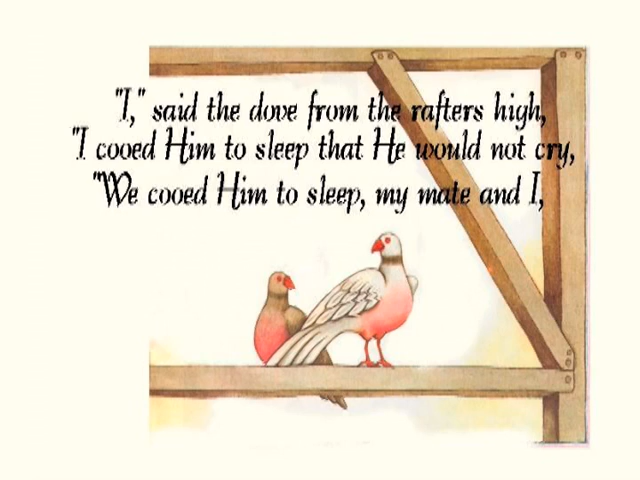 "I," said the dove from the rafters high,
"I cooed Him to sleep that He would not cry,
"We cooed Him to sleep, my mate and I,